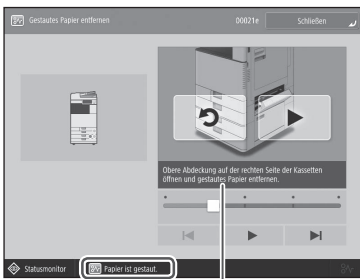 Gestautes Papier entfernen
00021#
Schließen
Obere Abdeckung auf der rechten Seite der Kassetten
öffnen und gestautes Papier entfernen.
Statusmonitor
Papier ist gestaut.